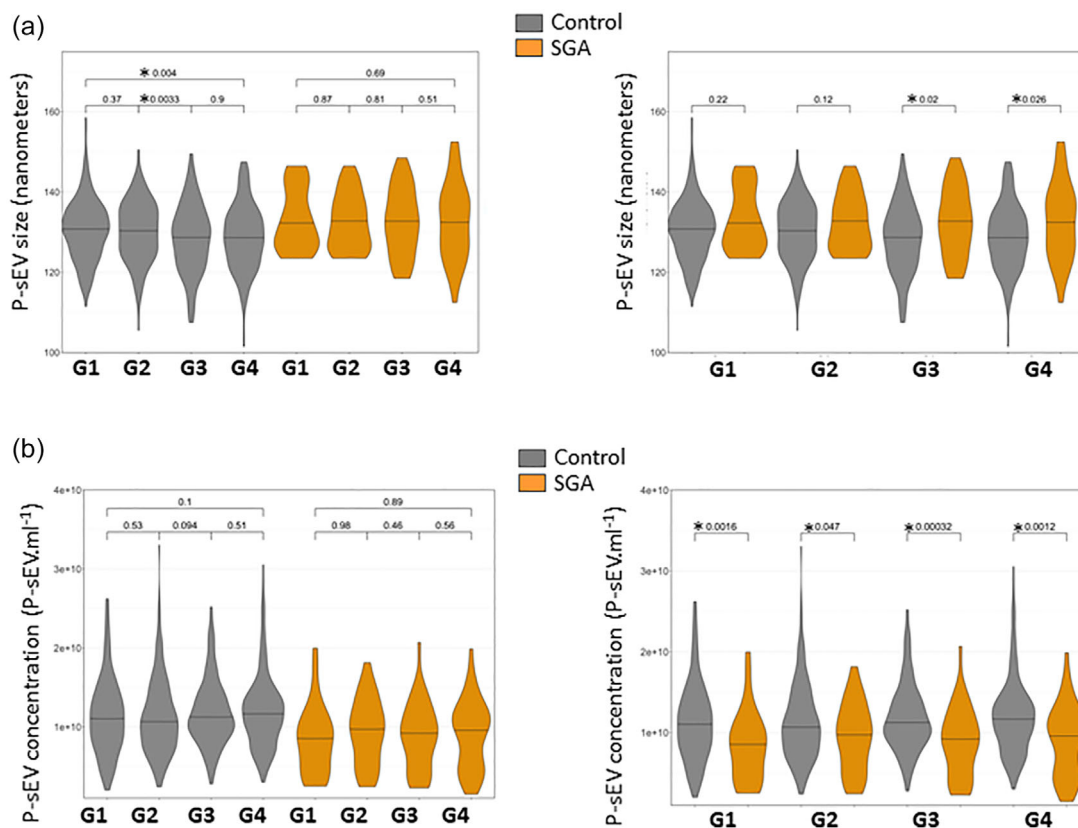 (a)
Control
SGA
P-sEV size (nanometers)
160
140
120
100
* 0.004
0.37 * 0.0033 0.9
0.69
0.87 0.81 0.51
G1 G2 G3 G4 G1 G2 G3 G4
P-sEV size (nanometers)
160
140
120
100
0.22 0.12 * 0.02 * 0.026
G1 G2 G3 G4
(b)
Control
SGA
P-sEV concentration (P-sEV.ml⁻¹)
4e+10
3e+10
2e+10
1e+10
0.1
0.53 0.094 0.51
0.89
0.98 0.46 0.56
G1 G2 G3 G4 G1 G2 G3 G4
P-sEV concentration (P-sEV.ml⁻¹)
4e+10
3e+10
2e+10
1e+10
* 0.0016 * 0.047 * 0.00032 * 0.0012
G1 G2 G3 G4